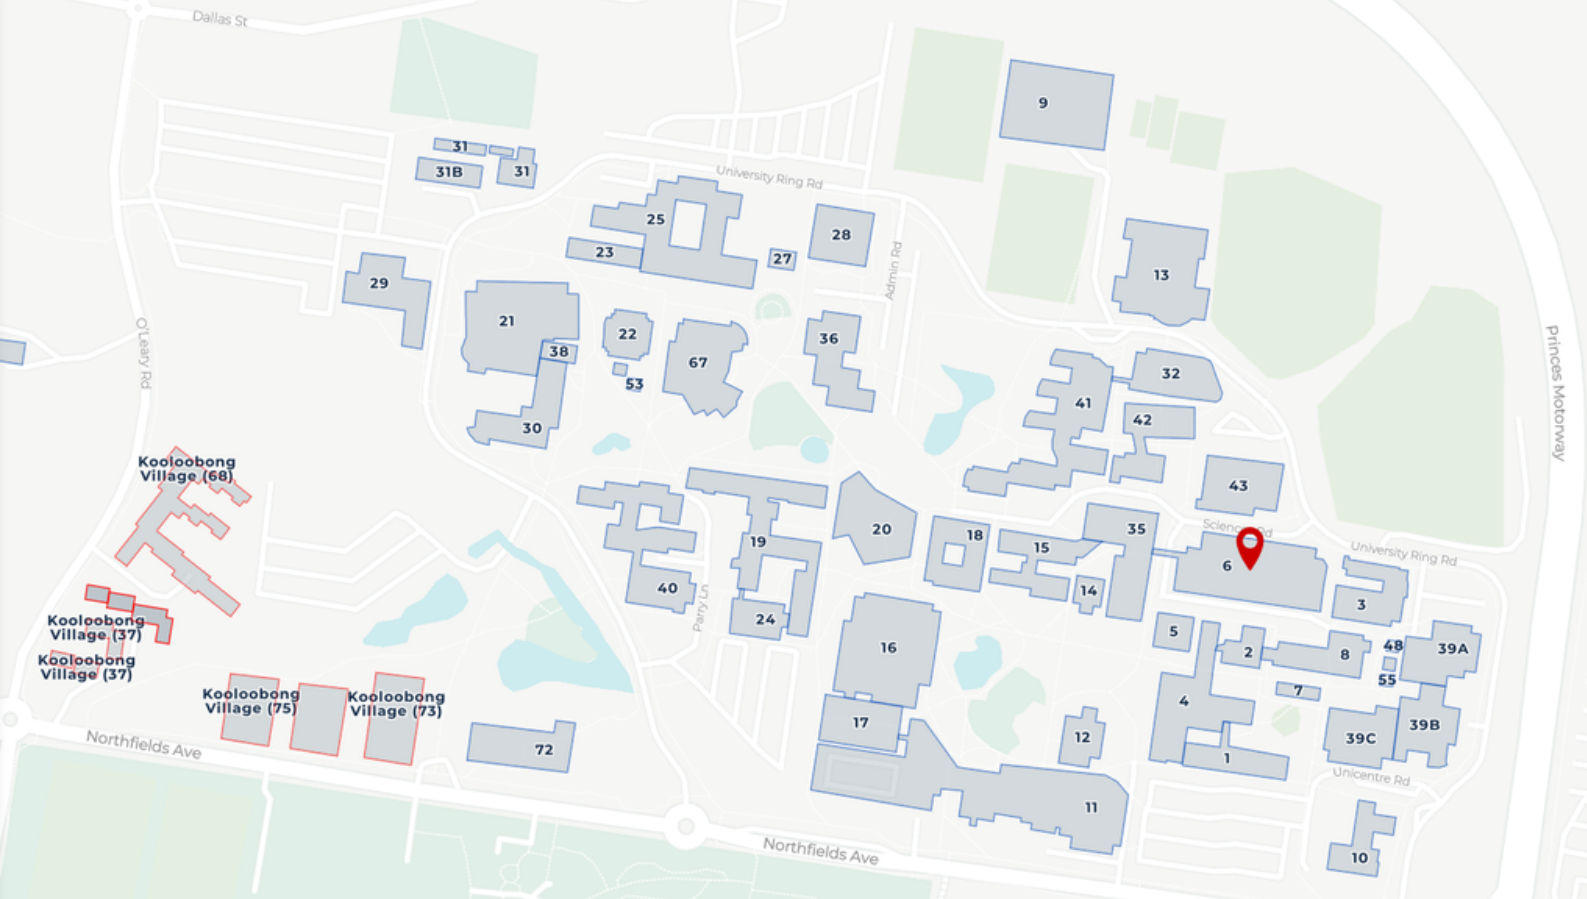 Dallas St
9
31
31B
31
University Ring Rd
25
28
23
27
Admin Rd
13
29
21
22
36
38
67
53
O'Leary Rd
Princes Motorway
32
41
42
30
Kooloobong
Village (68)
43
20
Science Rd
35
18
15
19
University Ring Rd
6
40
14
3
Parry Ln
24
Kooloobong
Village (37)
5
16
2
8
48
39A
Kooloobong
Village (37)
55
7
Kooloobong
Village (75)
Kooloobong
Village (73)
4
17
12
39C
39B
Northfields Ave
72
1
Unicentre Rd
11
Northfields Ave
10